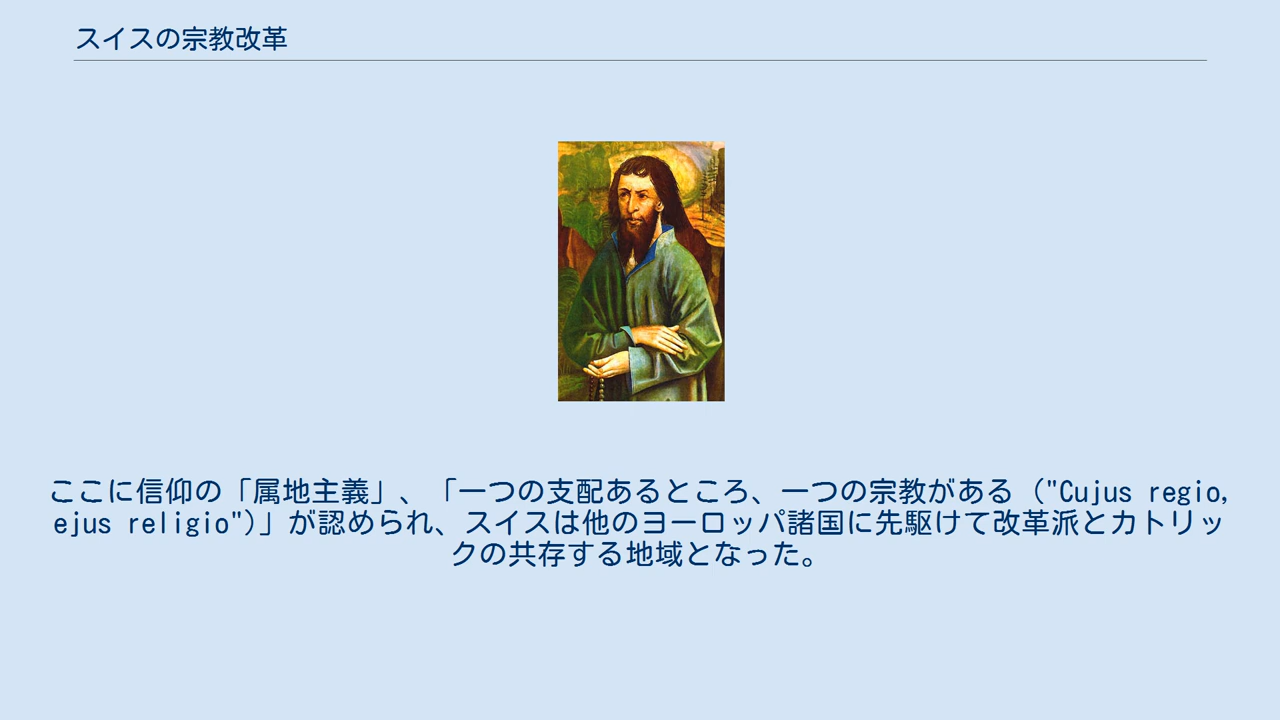 スイスの宗教改革
ここに信仰の「属地主義」、「一つの支配あるところ、一つの宗教がある ("Cujus regio,
ejus religio")」が認められ、スイスは他のヨーロッパ諸国に先駆けて改革派とカトリッ
クの共存する地域となった。